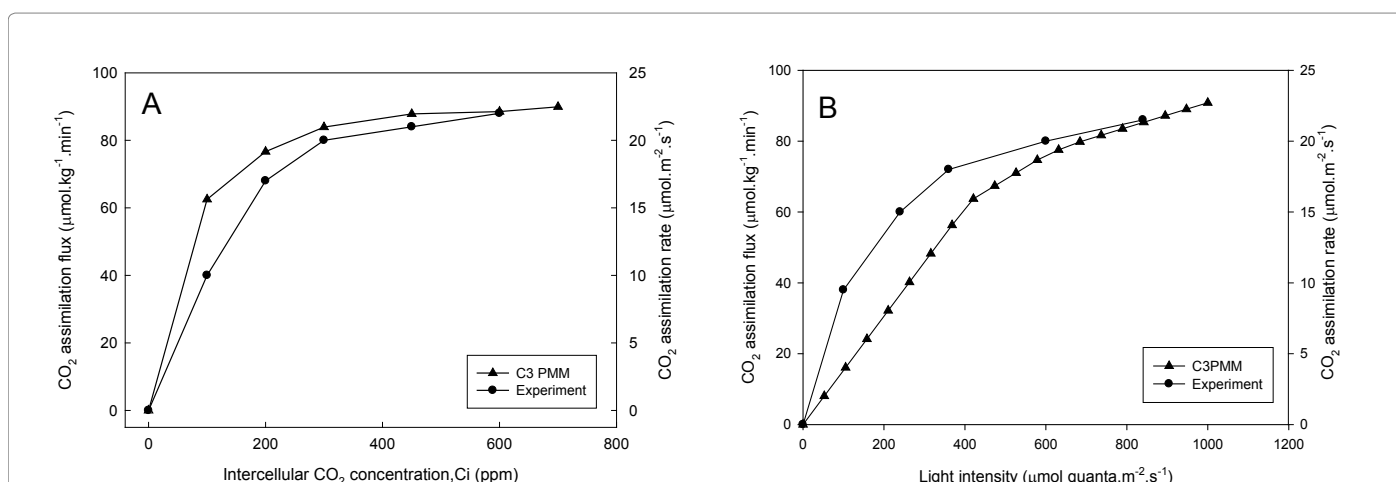 A
CO₂ assimilation flux (μmol.kg⁻¹.min⁻¹)
100
80
60
40
20
0
25
20
15
10
5
0
CO₂ assimilation rate (μmol.m⁻².s⁻¹)
C3 PMM
Experiment
0 200 400 600 800
Intercellular CO₂ concentration,Ci (ppm)
B
CO₂ assimilation flux (μmol.kg⁻¹.min⁻¹)
100
80
60
40
20
0
25
20
15
10
5
0
CO₂ assimilation rate (μmol.m⁻².s⁻¹)
C3PMM
Experiment
0 200 400 600 800 1000 1200
Light intensity (μmol quanta.m⁻².s⁻¹)